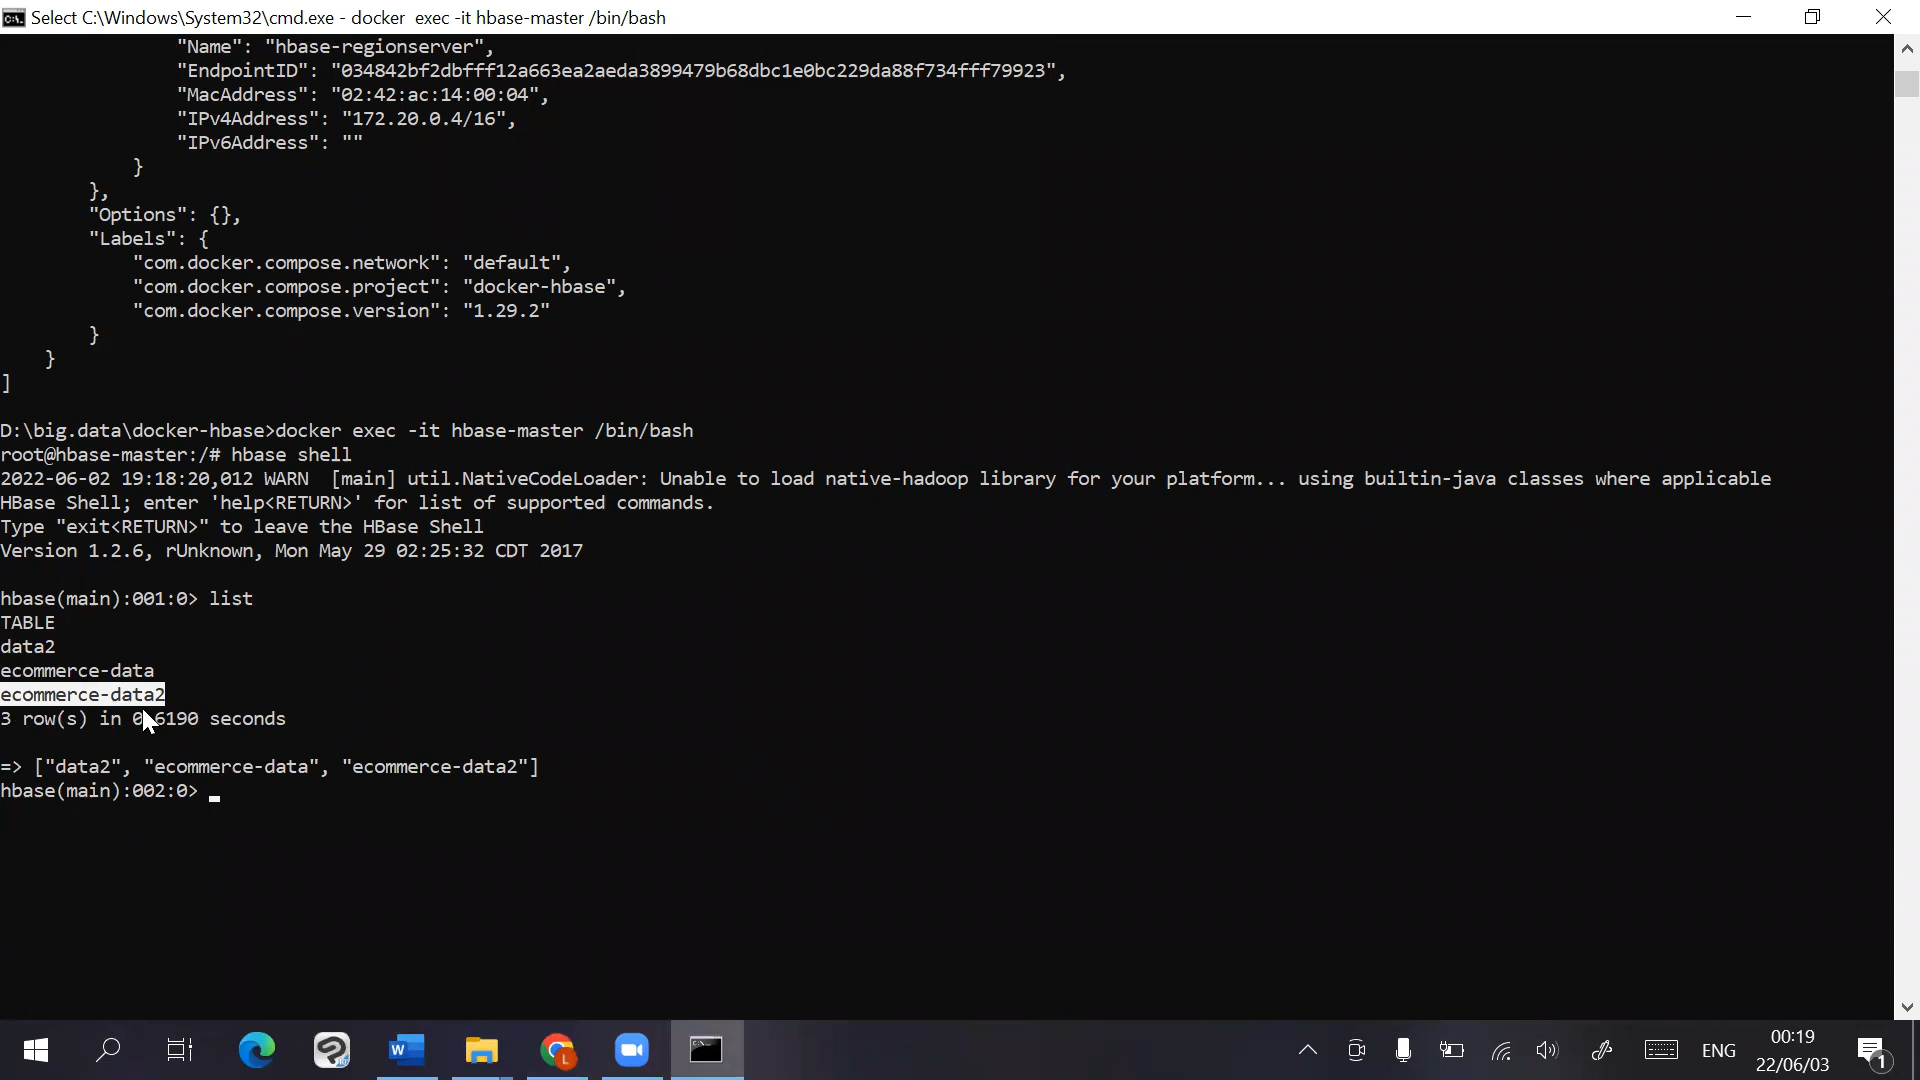 Select C:\Windows\System32\cmd.exe - docker  exec -it hbase-master /bin/bash
"Name": "hbase-regionserver",
"EndpointID": "034842bf2dbfff12a663ea2aeda3899479b68dbc1e0bc229da88f734fff79923",
"MacAddress": "02:42:ac:14:00:04",
"IPv4Address": "172.20.0.4/16",
"IPv6Address": ""
}
},
"Options": {},
"Labels": {
"com.docker.compose.network": "default",
"com.docker.compose.project": "docker-hbase",
"com.docker.compose.version": "1.29.2"
}
}
]
D:\big.data\docker-hbase>docker exec -it hbase-master /bin/bash
root@hbase-master:/# hbase shell
2022-06-02 19:18:20,012 WARN  [main] util.NativeCodeLoader: Unable to load native-hadoop library for your platform... using builtin-java classes where applicable
HBase Shell; enter 'help<RETURN>' for list of supported commands.
Type "exit<RETURN>" to leave the HBase Shell
Version 1.2.6, rUnknown, Mon May 29 02:25:32 CDT 2017
hbase(main):001:0> list
TABLE
data2
ecommerce-data
ecommerce-data2
3 row(s) in 0.6190 seconds
=> ["data2", "ecommerce-data", "ecommerce-data2"]
hbase(main):002:0>
ENG
00:19
22/06/03
1